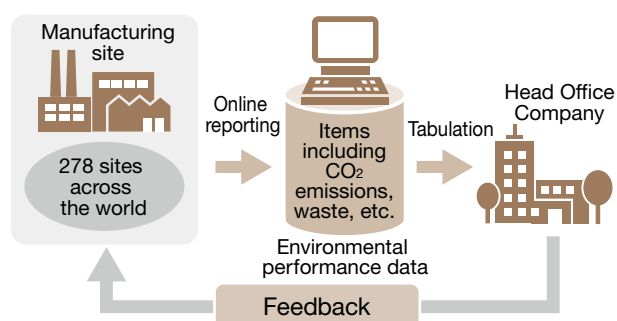 Manufacturing
site
278 sites
across
the world
Online
reporting
Items
including
CO₂
emissions,
waste, etc.
Environmental
performance data
Tabulation
Head Office
Company
Feedback